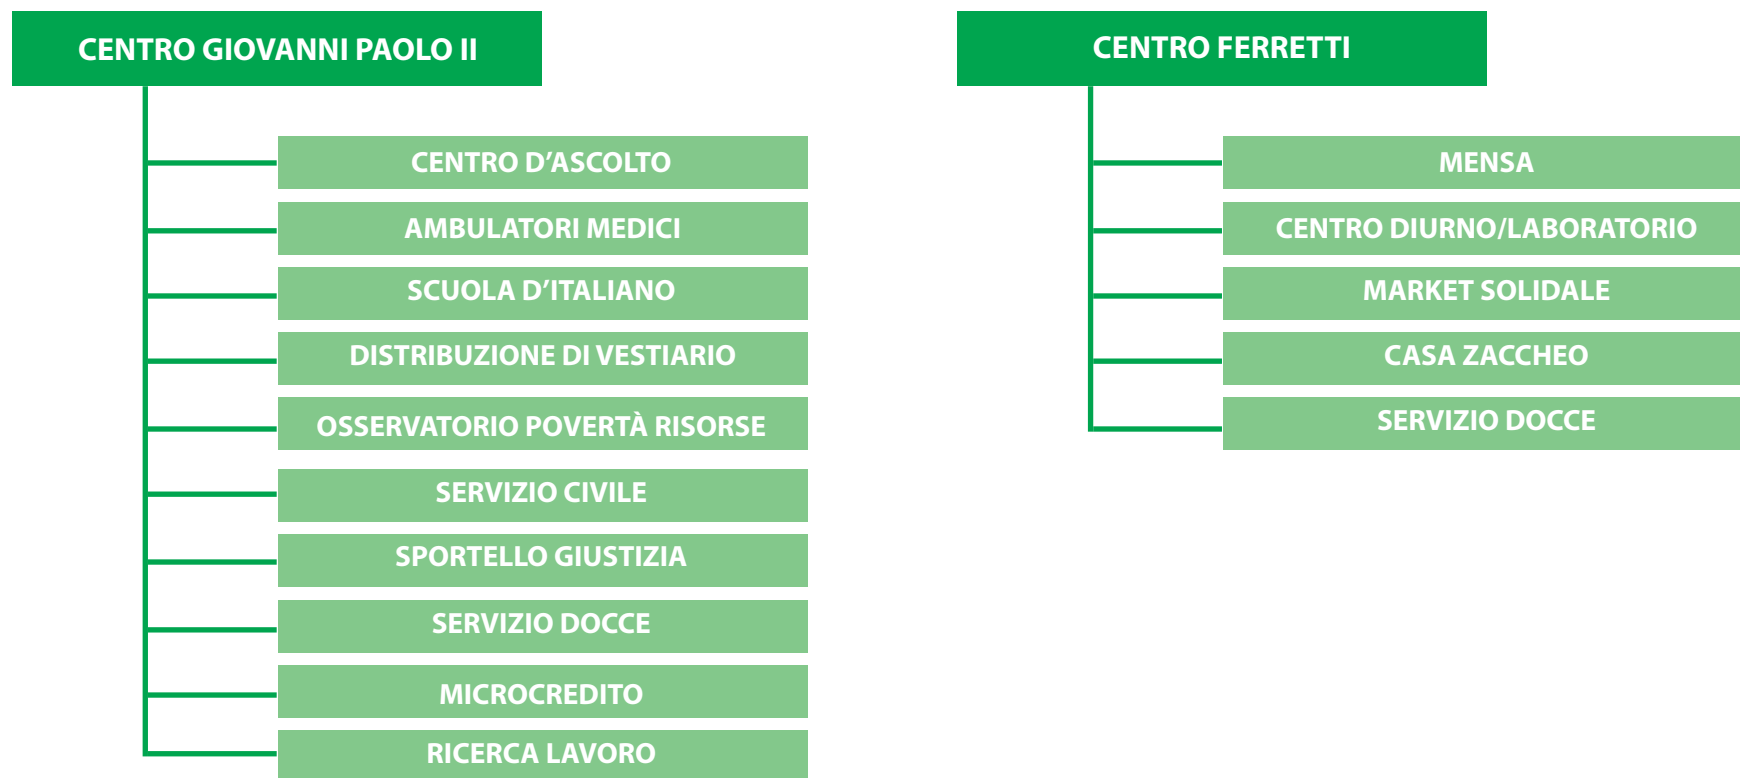 CENTRO GIOVANNI PAOLO II
CENTRO D’ASCOLTO
AMBULATORI MEDICI
SCUOLA D’ITALIANO
DISTRIBUZIONE DI VESTIARIO
OSSERVATORIO POVERTÀ RISORSE
SERVIZIO CIVILE
SPORTELLO GIUSTIZIA
SERVIZIO DOCCE
MICROCREDITO
RICERCA LAVORO
CENTRO FERRETTI
MENSA
CENTRO DIURNO/LABORATORIO
MARKET SOLIDALE
CASA ZACCHEO
SERVIZIO DOCCE